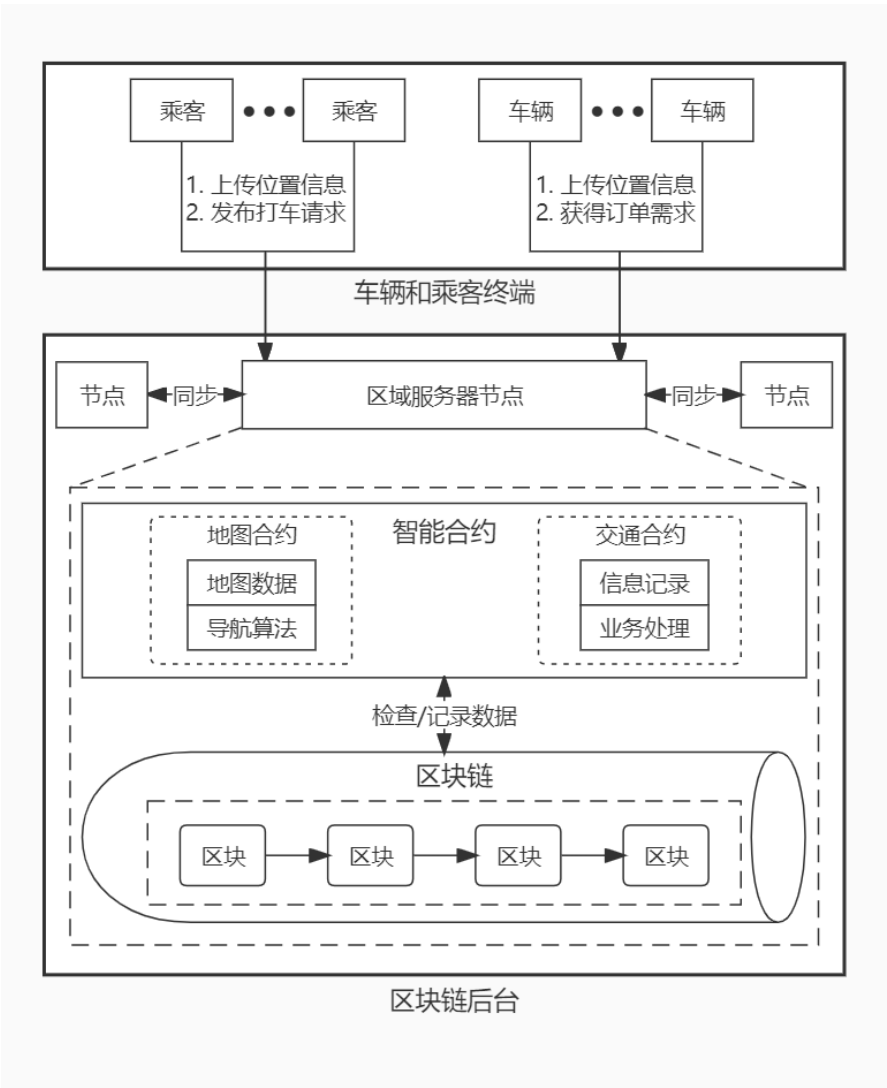 乘客 ●●● 乘客 车辆 ●●● 车辆
1. 上传位置信息
2. 发布打车请求
1. 上传位置信息
2. 获得订单需求
车辆和乘客终端
节点 同步 区域服务器节点 同步 节点
智能合约
地图合约
地图数据
导航算法
交通合约
信息记录
业务处理
检查/记录数据
区块链
区块 区块 区块 区块
区块链后台